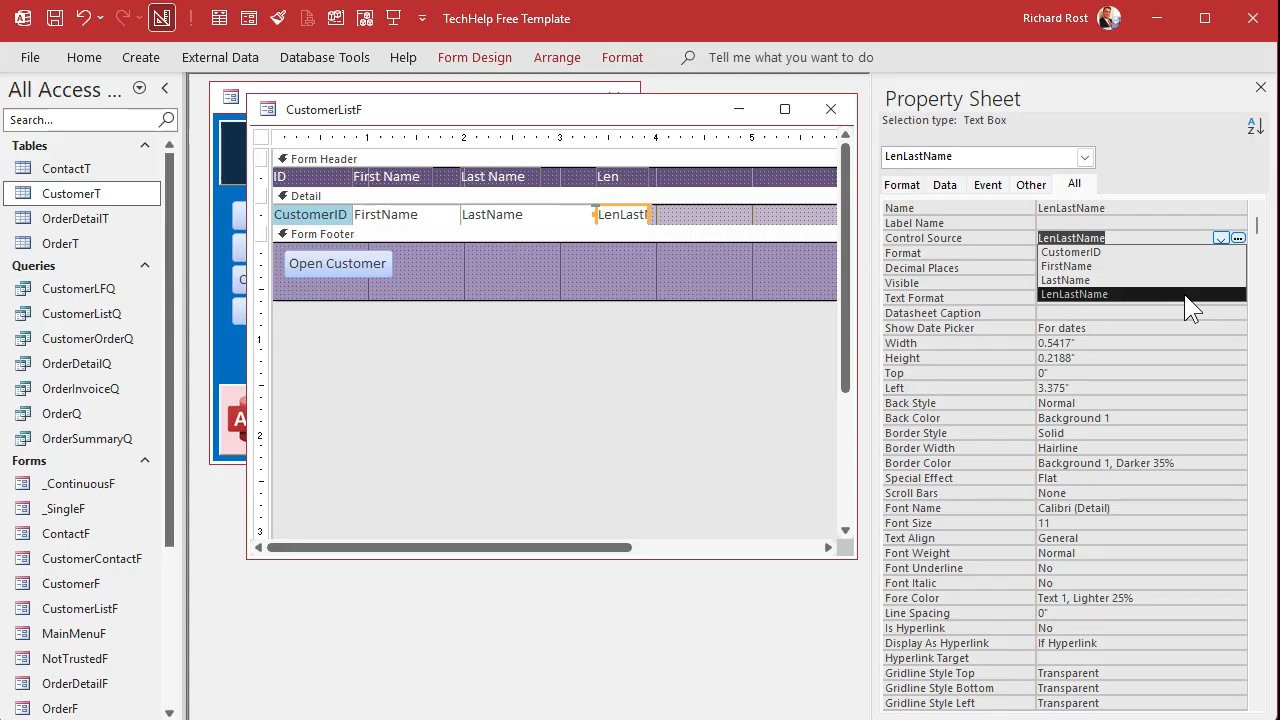 TechHelp Free Template
Richard Rost
File Home Create External Data Database Tools Help Form Design Arrange Format Tell me what you want to do
All Access ...
Search...
Tables
ContactT
CustomerT
OrderDetailT
OrderT
Queries
CustomerLFQ
CustomerListQ
CustomerOrderQ
OrderDetailQ
OrderInvoiceQ
OrderQ
OrderSummaryQ
Forms
_ContinuousF
_SingleF
ContactF
CustomerContactF
CustomerF
CustomerListF
MainMenuF
NotTrustedF
OrderDetailF
OrderF
CustomerListF
1 2 3 4 5
Form Header
ID First Name Last Name Len
Detail
CustomerID FirstName LastName LenLastN
Form Footer
Open Customer
1
2
3
Property Sheet
Selection type: Text Box
LenLastName
Format Data Event Other All
Name LenLastName
Label Name
Control Source LenLastName
CustomerID
FirstName
LastName
LenLastName
Format
Decimal Places
Visible
Text Format
Datasheet Caption
Show Date Picker For dates
Width 0.5417"
Height 0.2188"
Top 0"
Left 3.375"
Back Style Normal
Back Color Background 1
Border Style Solid
Border Width Hairline
Border Color Background 1, Darker 35%
Special Effect Flat
Scroll Bars None
Font Name Calibri (Detail)
Font Size 11
Text Align General
Font Weight Normal
Font Underline No
Font Italic No
Fore Color Text 1, Lighter 25%
Line Spacing 0"
Is Hyperlink No
Display As Hyperlink If Hyperlink
Hyperlink Target
Gridline Style Top Transparent
Gridline Style Bottom Transparent
Gridline Style Left Transparent